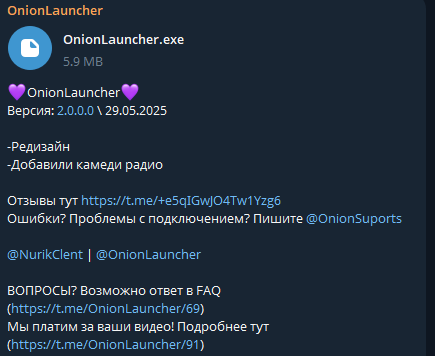 OnionLauncher
OnionLauncher.exe
5.9 MB
💜OnionLauncher💜
Версия: 2.0.0.0 \ 29.05.2025
-Редизайн
-Добавили камеди радио
Отзывы тут https://t.me/+e5qIGwJO4Tw1Yzg6
Ошибки? Проблемы с подключением? Пишите @OnionSuports
@NurikClent | @OnionLauncher
ВОПРОСЫ? Возможно ответ в FAQ
(https://t.me/OnionLauncher/69)
Мы платим за ваши видео! Подробнее тут
(https://t.me/OnionLauncher/91)